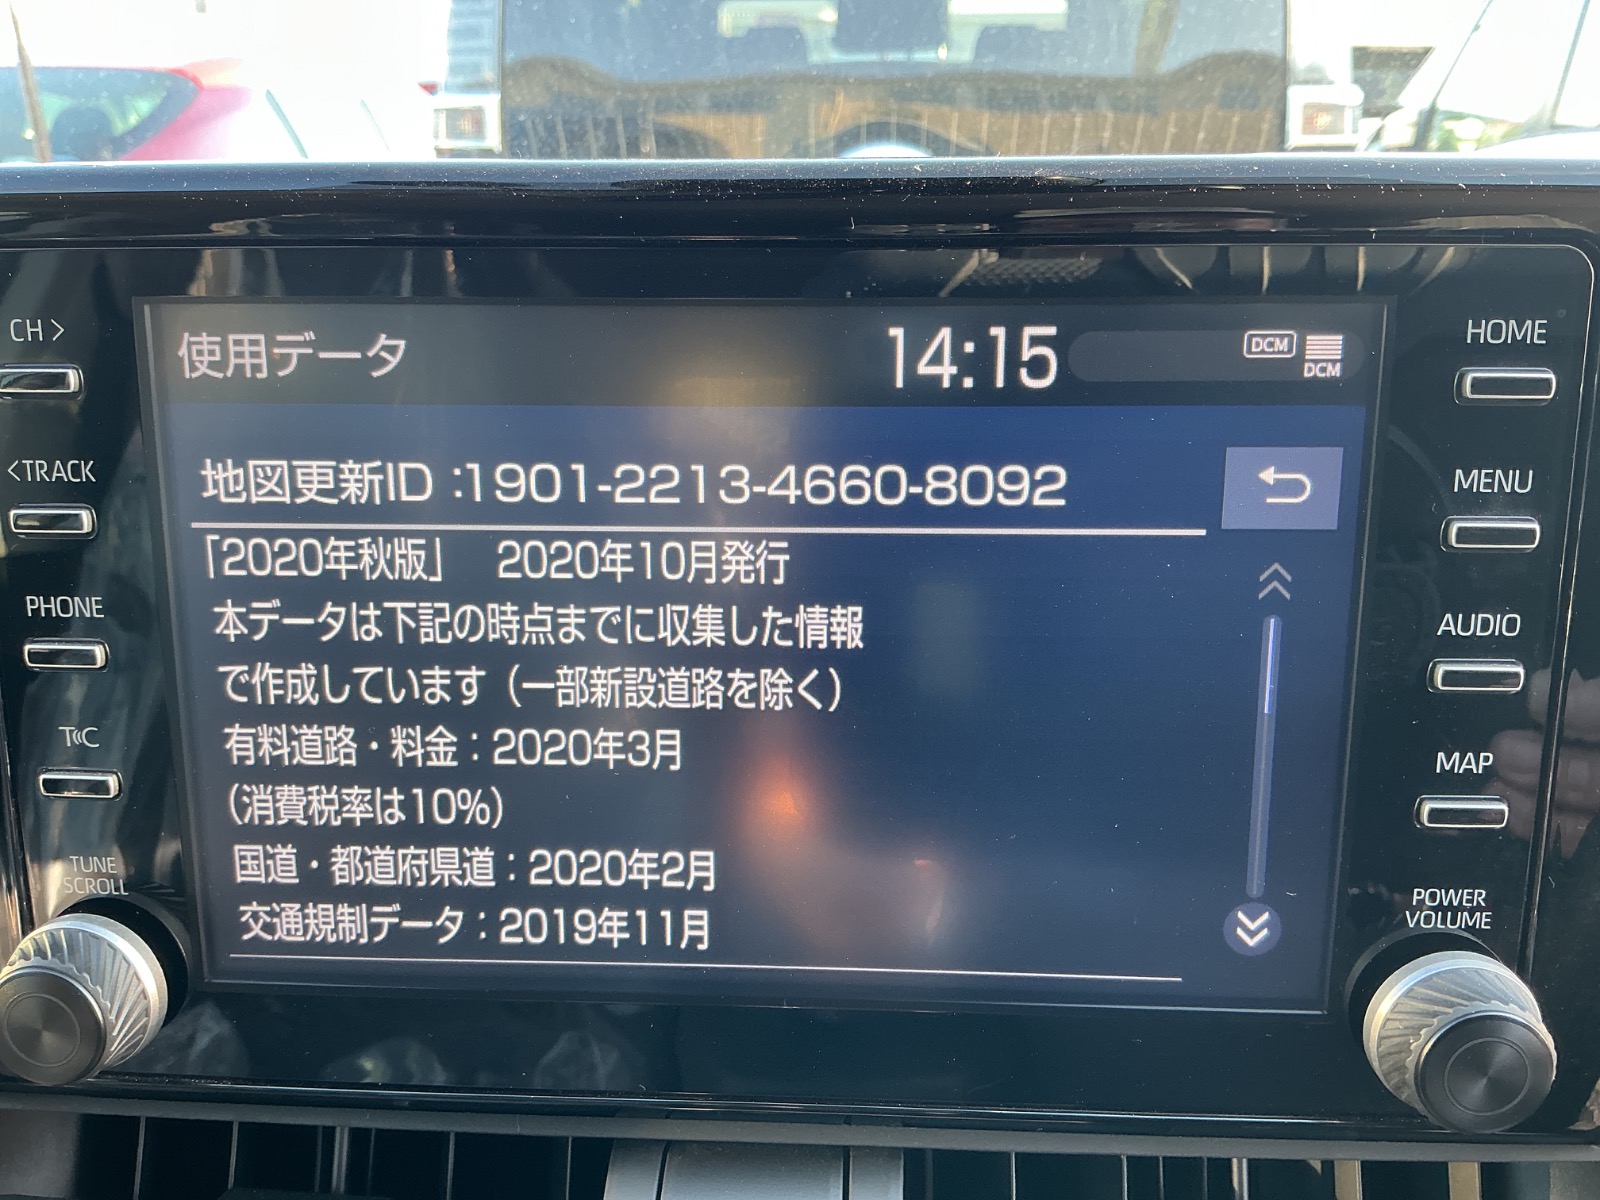 CH >
<TRACK
PHONE
T«C
TUNE
SCROLL
使用データ
14:15
DCM
DCM
地図更新ID :1901-2213-4660-8092
「2020年秋版」 2020年10月発行
本データは下記の時点までに収集した情報
で作成しています（一部新設道路を除く）
有料道路・料金：2020年3月
（消費税率は10%）
国道・都道府県道：2020年2月
交通規制データ：2019年11月
HOME
MENU
AUDIO
MAP
POWER
VOLUME